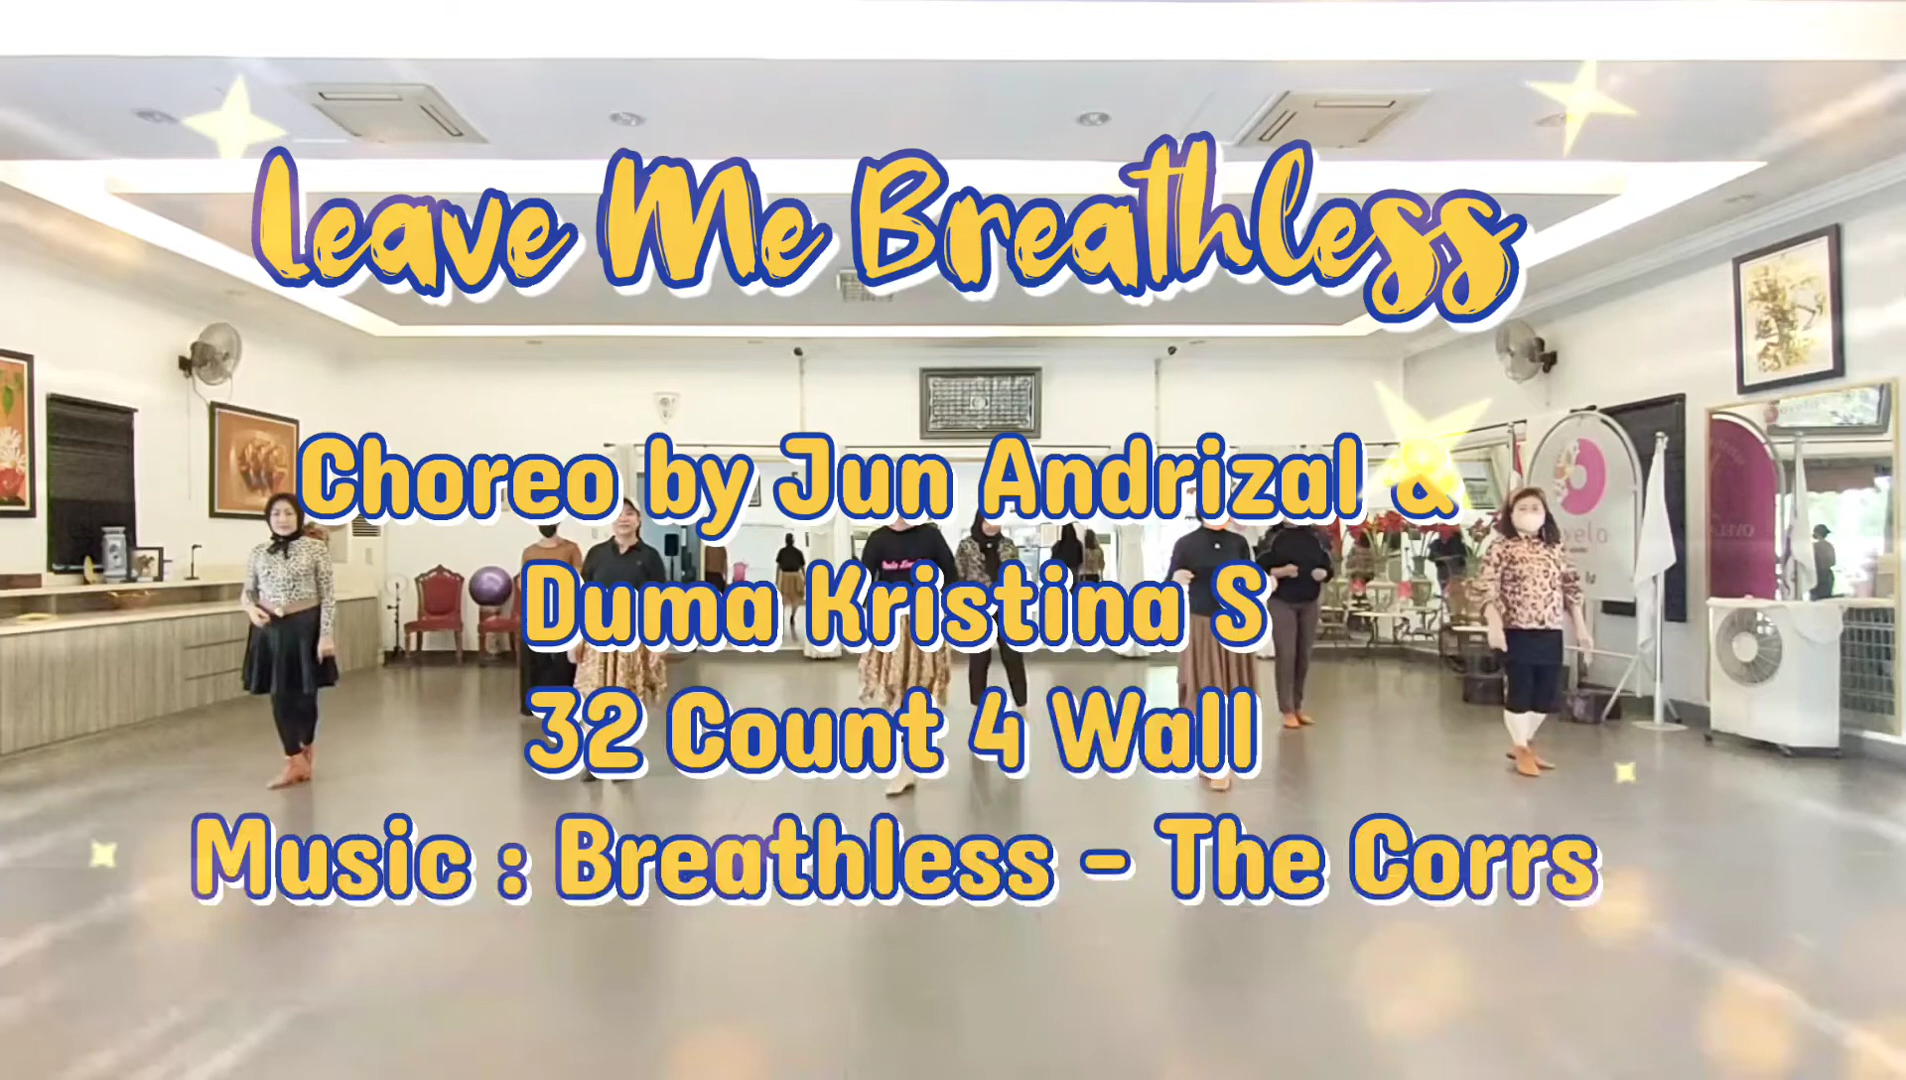 Leave Me Breathless
Choreo by Jun Andrizal &
Duma Kristina S
32 Count 4 Wall
Music : Breathless - The Corrs